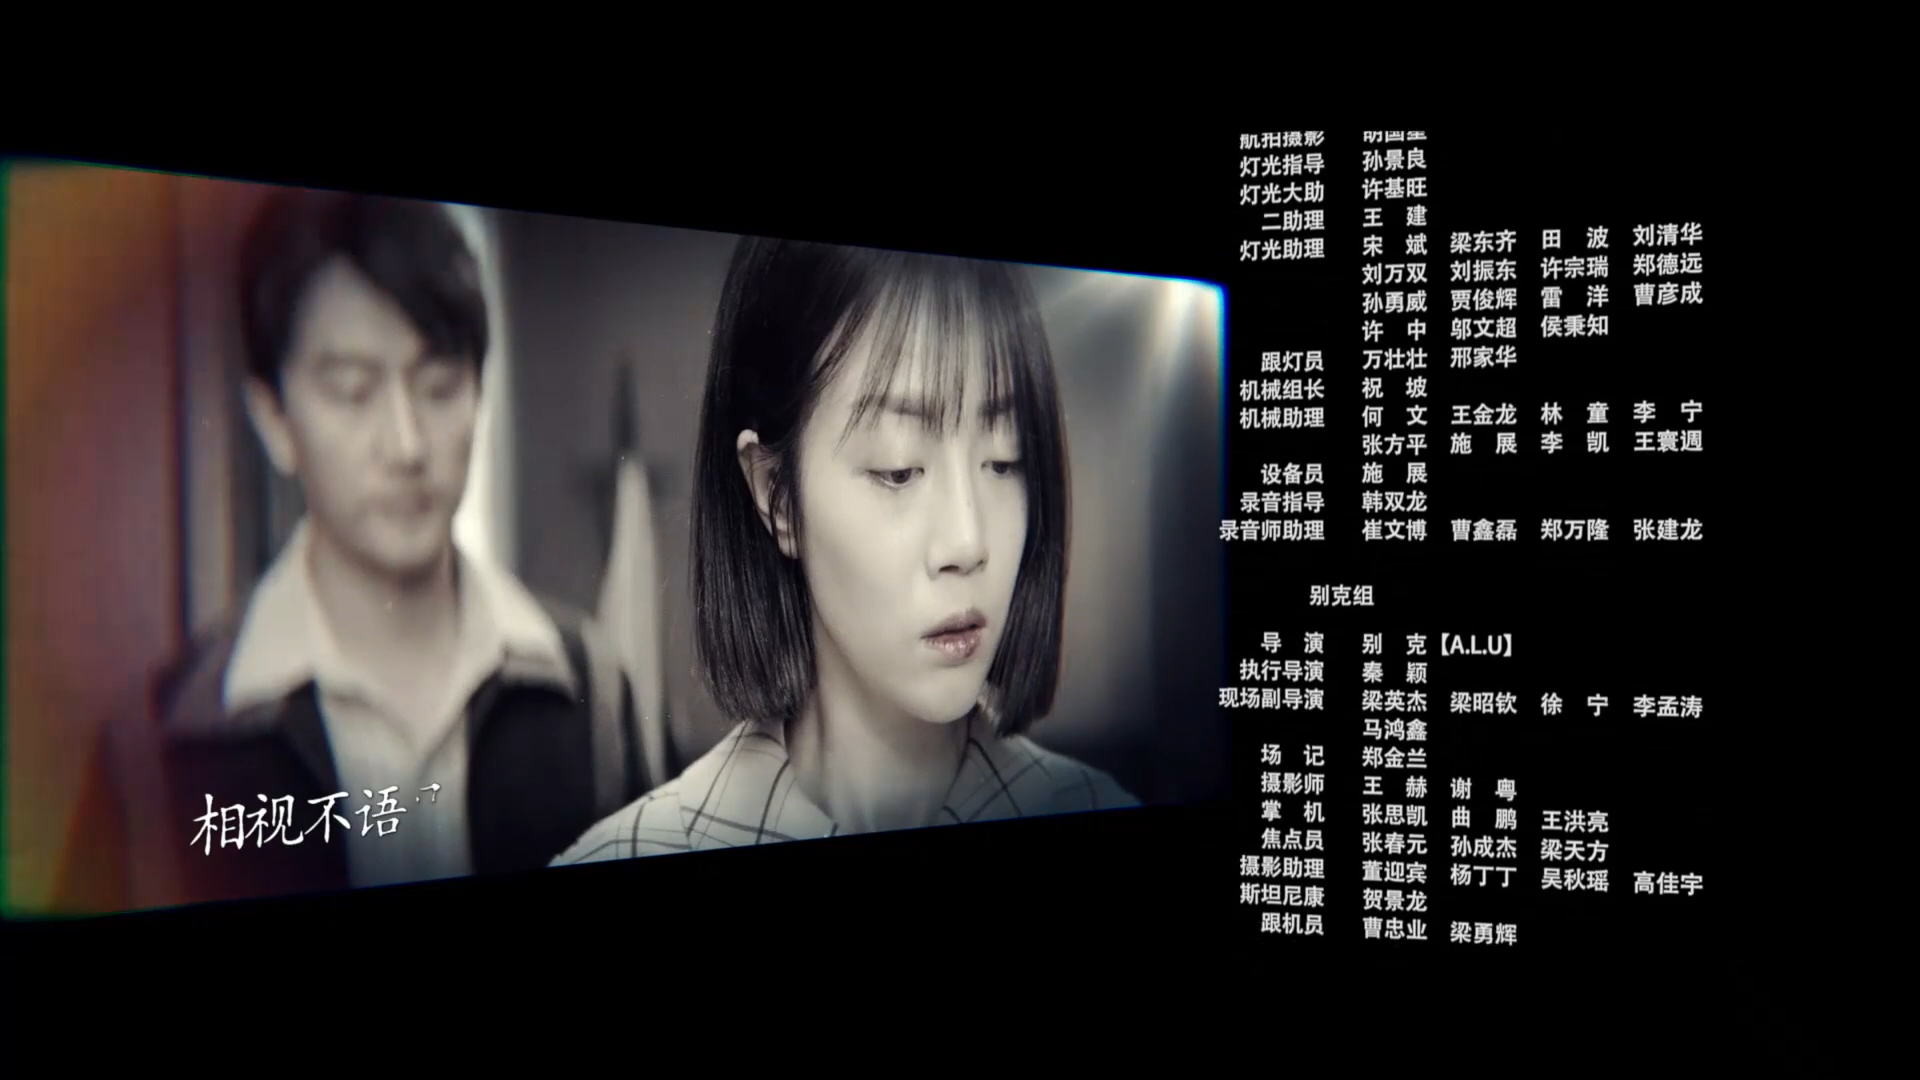 航拍摄影 胡国星
灯光指导 孙景良
灯光大助 许基旺
二助理 王 建
灯光助理 宋 斌 梁东齐 田 波 刘清华
刘万双 刘振东 许宗瑞 郑德远
孙勇威 贾俊辉 雷 洋 曹彦成
许 中 邬文超 侯秉知
跟灯员 万壮壮 邢家华
机械组长 祝 坡
机械助理 何 文 王金龙 林 童 李 宁
张方平 施 展 李 凯 王寰週
设备员 施 展
录音指导 韩双龙
录音师助理 崔文博 曹鑫磊 郑万隆 张建龙
别克组
导 演 别 克【A.L.U】
执行导演 秦 颖
现场副导演 梁英杰 梁昭钦 徐 宁 李孟涛
马鸿鑫
场 记 郑金兰
摄影师 王 赫 谢 粤
掌 机 张思凯 曲 鹏 王洪亮
焦点员 张春元 孙成杰 梁天方
摄影助理 董迎宾 杨丁丁 吴秋瑶 高佳宇
斯坦尼康 贺景龙
跟机员 曹忠业 梁勇辉
相视不语